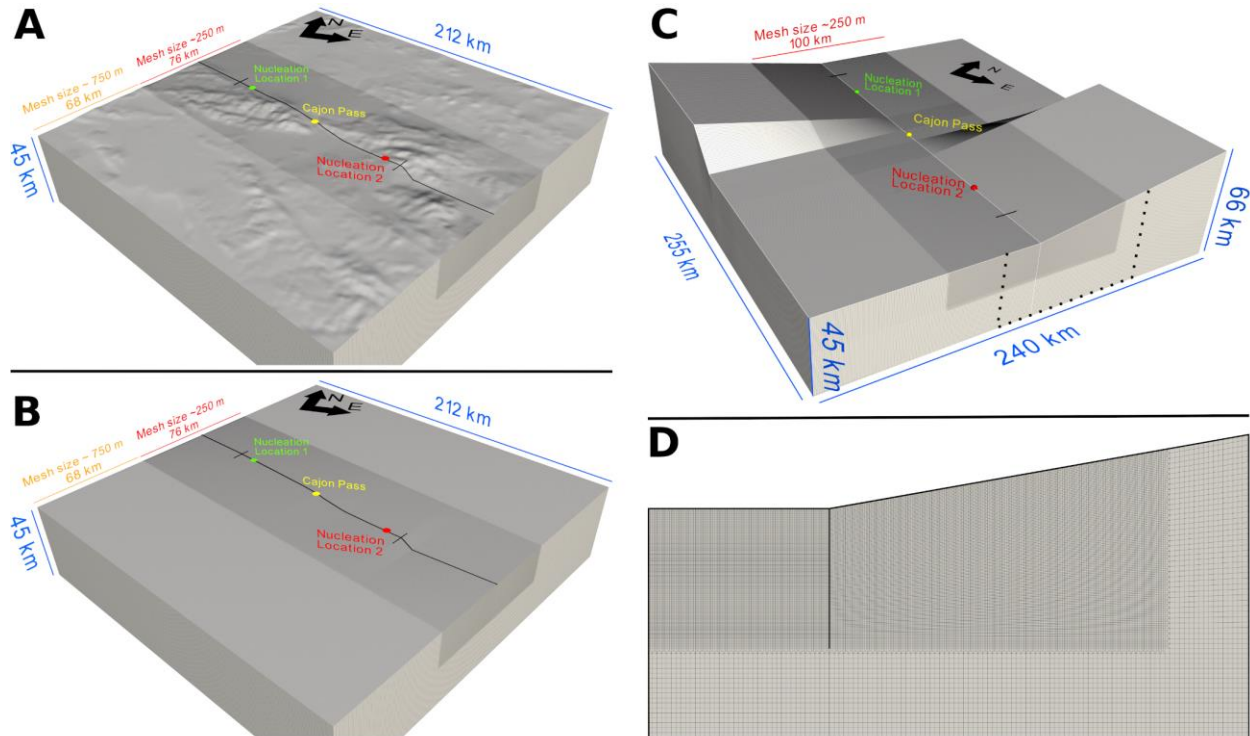 A
N
E
212 km
Mesh size ~250 m
76 km
Mesh size ~ 750 m
68 km
Nucleation
Location 1
Cajon Pass
Nucleation
Location 2
45 km
B
N
E
212 km
Mesh size ~250 m
76 km
Mesh size ~ 750 m
68 km
Nucleation
Location 1
Cajon Pass
Nucleation
Location 2
45 km
C
Mesh size ~250 m
100 km
N
E
Nucleation
Location 1
Cajon Pass
Nucleation
Location 2
255 km
66 km
45 km
240 km
D